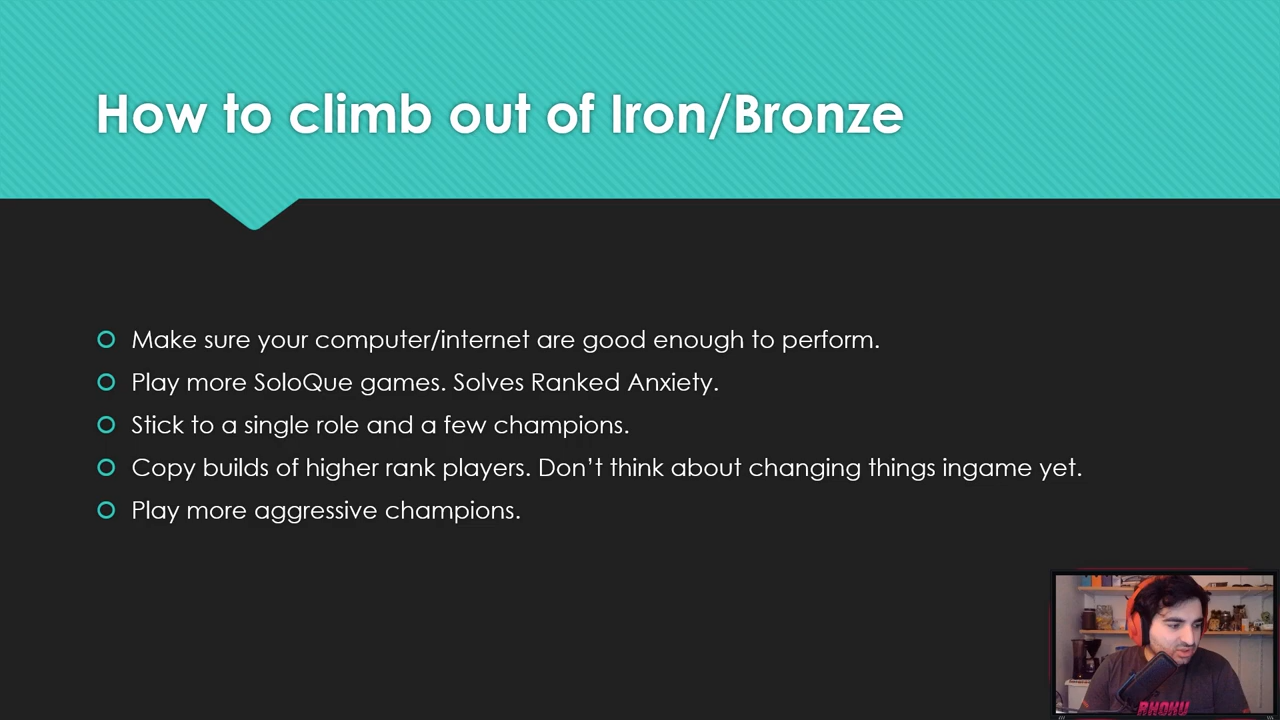 How to climb out of Iron/Bronze
Make sure your computer/internet are good enough to perform.
Play more SoloQue games. Solves Ranked Anxiety.
Stick to a single role and a few champions.
Copy builds of higher rank players. Don’t think about changing things ingame yet.
Play more aggressive champions.
RHOKU